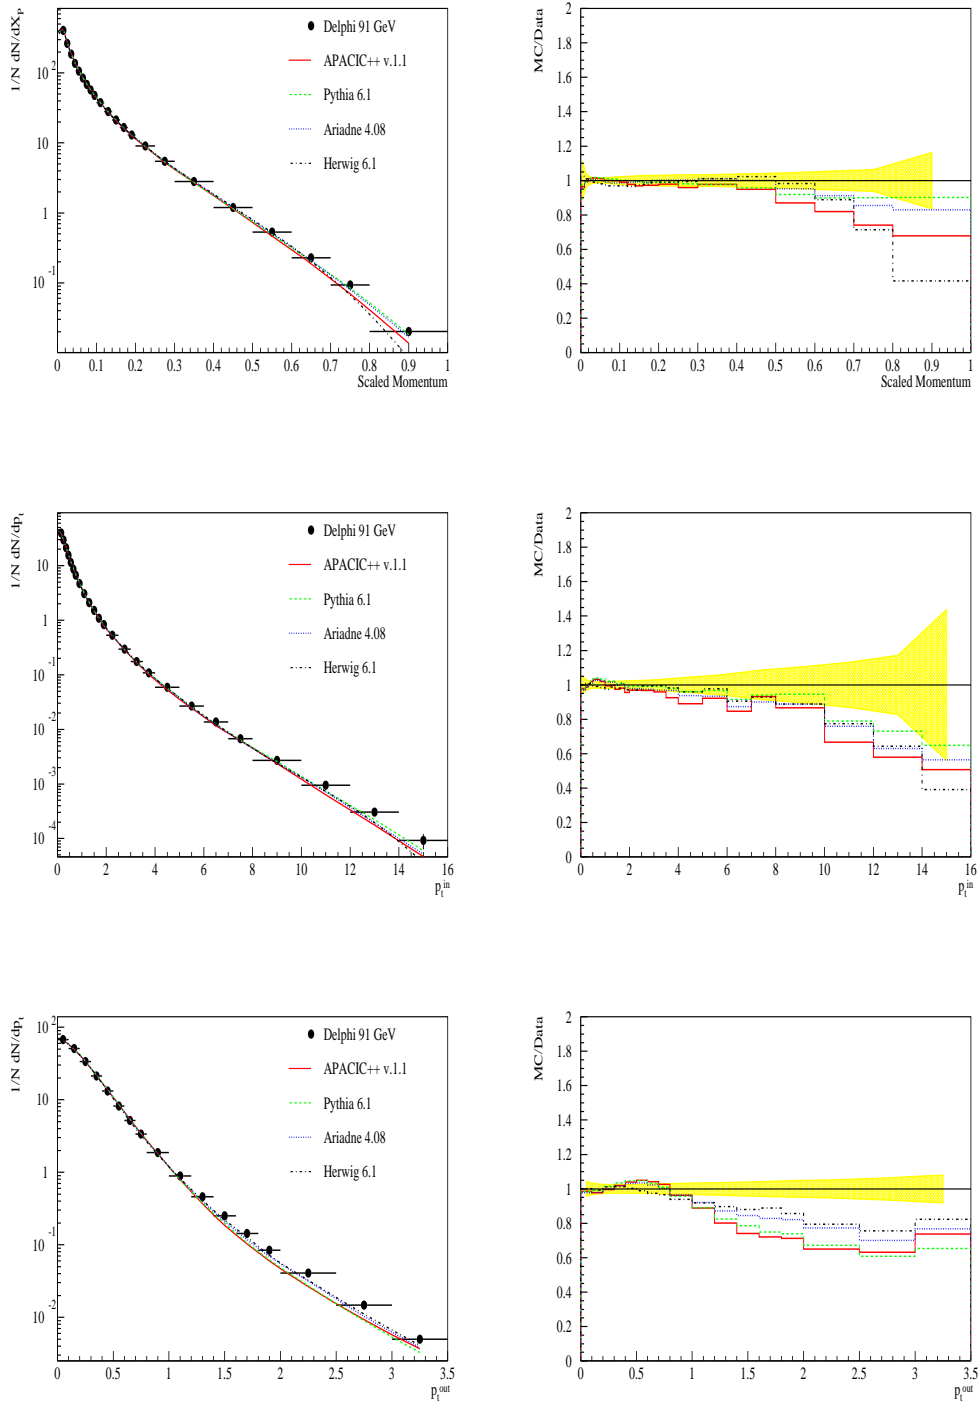 1/N dN/dX_P
10^2
10
1
10^-1
Delphi 91 GeV
APACIC++ v.1.1
Pythia 6.1
Ariadne 4.08
Herwig 6.1
0 0.1 0.2 0.3 0.4 0.5 0.6 0.7 0.8 0.9 1
Scaled Momentum
MC/Data
2
1.8
1.6
1.4
1.2
1
0.8
0.6
0.4
0.2
0
0 0.1 0.2 0.3 0.4 0.5 0.6 0.7 0.8 0.9 1
Scaled Momentum
1/N dN/dp_t
10
1
10^-1
10^-2
10^-3
10^-4
Delphi 91 GeV
APACIC++ v.1.1
Pythia 6.1
Ariadne 4.08
Herwig 6.1
2 4 6 8 10 12 14 16
p_t^in
MC/Data
2
1.8
1.6
1.4
1.2
1
0.8
0.6
0.4
0.2
0
0 2 4 6 8 10 12 14 16
p_t^in
1/N dN/dp_t
10^2
10
1
10^-1
10^-2
Delphi 91 GeV
APACIC++ v.1.1
Pythia 6.1
Ariadne 4.08
Herwig 6.1
0 0.5 1 1.5 2 2.5 3 3.5
p_t^out
MC/Data
2
1.8
1.6
1.4
1.2
1
0.8
0.6
0.4
0.2
0
0 0.5 1 1.5 2 2.5 3 3.5
p_t^out